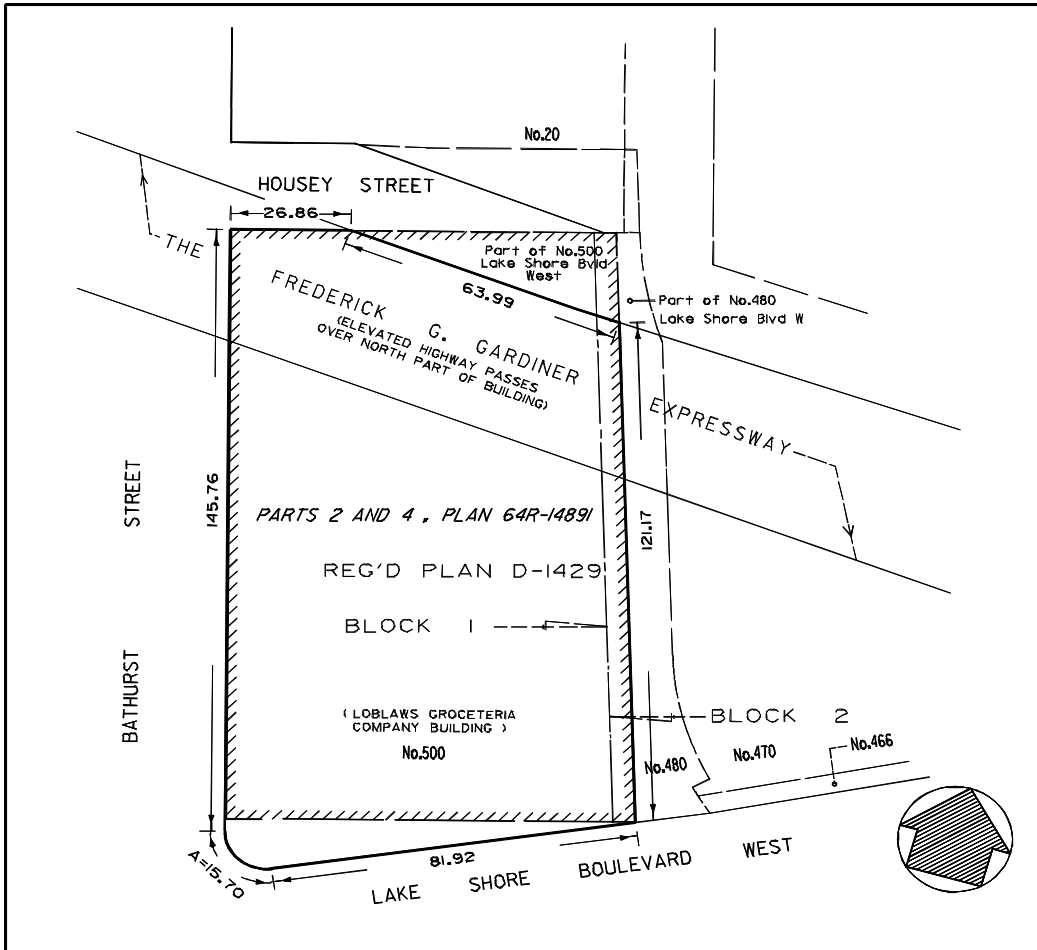 No.20
HOUSEY STREET
26.86
THE
Part of No.500
Lake Shore Bvld
West
63.99
Part of No.480
Lake Shore Blvd W
FREDERICK G. GARDINER
(ELEVATED HIGHWAY PASSES
OVER NORTH PART OF BUILDING)
EXPRESSWAY
BATHURST STREET
145.76
121.17
PARTS 2 AND 4 , PLAN 64R-14891
REG'D PLAN D-1429
BLOCK 1
(LOBLAWS GROCETERIA
COMPANY BUILDING )
No.500
BLOCK 2
No.480
No.470
No.466
A=15.70
81.92
LAKE SHORE BOULEVARD WEST